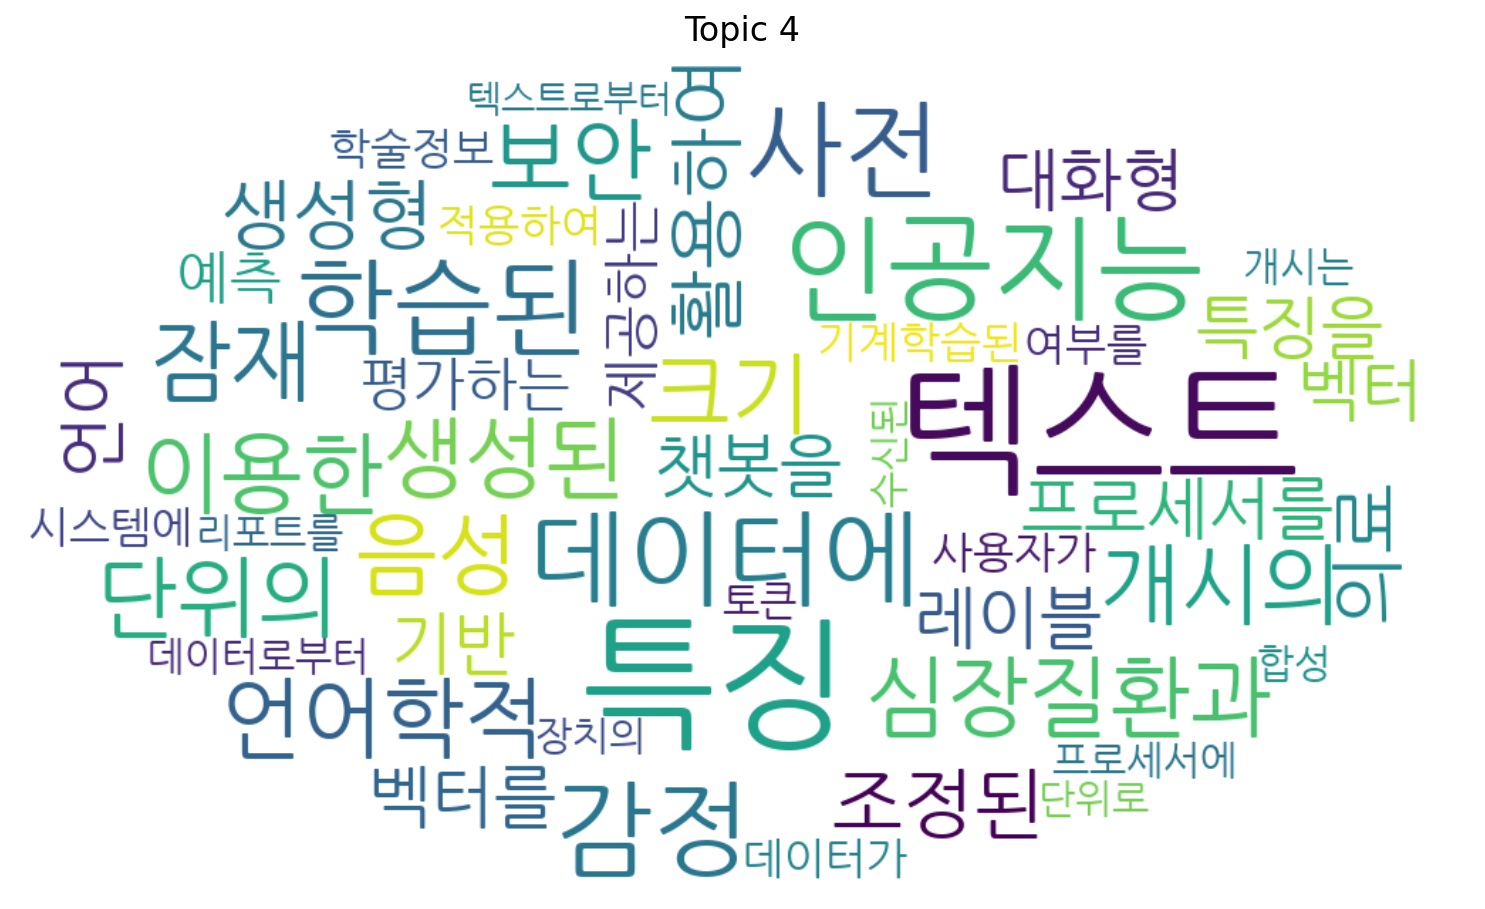 Topic 4
텍스트로부터
활용하여
사전
학술정보
보안
대화형
생성형
적용하여
제공하는
인공지능
예측
학습된
개시는
특징을
잠재
평가하는
크기
기계학습된
여부를
언어
텍스트
벡터
이용한
생성된
챗봇을
수신된
프로세서를
의료
시스템에
리포트를
음성
데이터에
사용자가
개시의
단위의
토큰
레이블
데이터로부터
기반
특징
심장질환과
합성
언어학적
장치의
프로세서에
벡터를
감정
조정된
단위로
데이터가